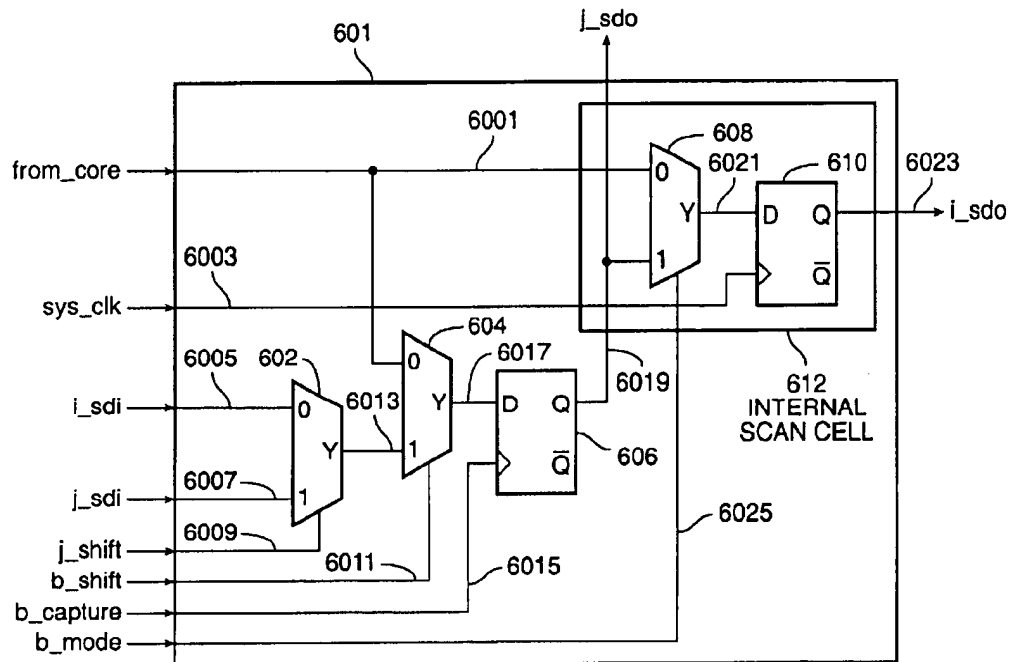 j_sdo
601
6001
608
from_core
0
6021
610
6023
Y
D
Q
i_sdo
6003
1
Q̅
sys_clk
604
6005
602
0
6017
6019
612
INTERNAL
SCAN CELL
i_sdi
0
6013
Y
D
Q
Y
1
Q̅
606
6007
1
j_sdi
6009
6025
j_shift
6011
6015
b_shift
b_capture
b_mode